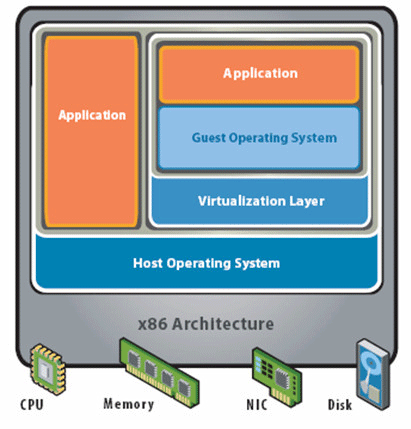 Application
Application
Guest Operating System
Virtualization Layer
Host Operating System
x86 Architecture
CPU
Memory
NIC
Disk